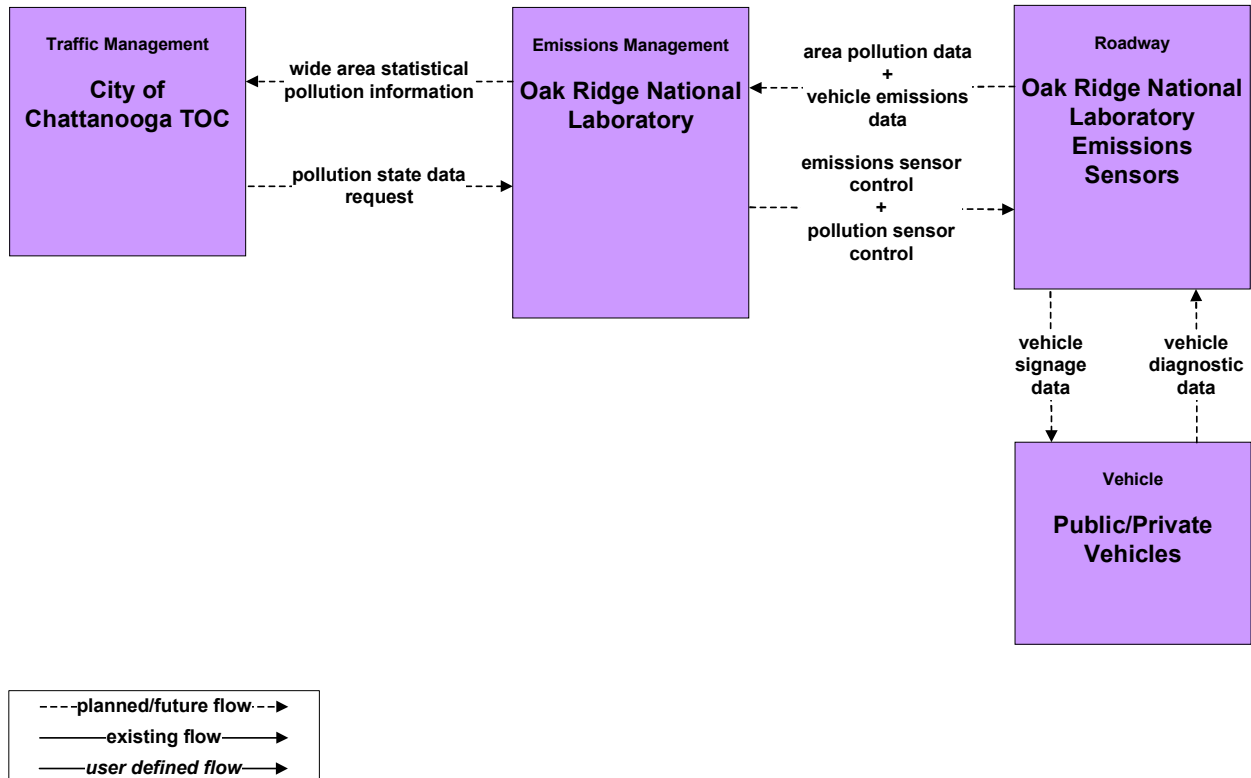 Traffic Management
City of
Chattanooga TOC
wide area statistical
pollution information
pollution state data
request
Emissions Management
Oak Ridge National
Laboratory
area pollution data
+
vehicle emissions
data
emissions sensor
control
+
pollution sensor
control
Roadway
Oak Ridge National
Laboratory
Emissions
Sensors
vehicle
signage
data
vehicle
diagnostic
data
Vehicle
Public/Private
Vehicles
planned/future flow
existing flow
user defined flow